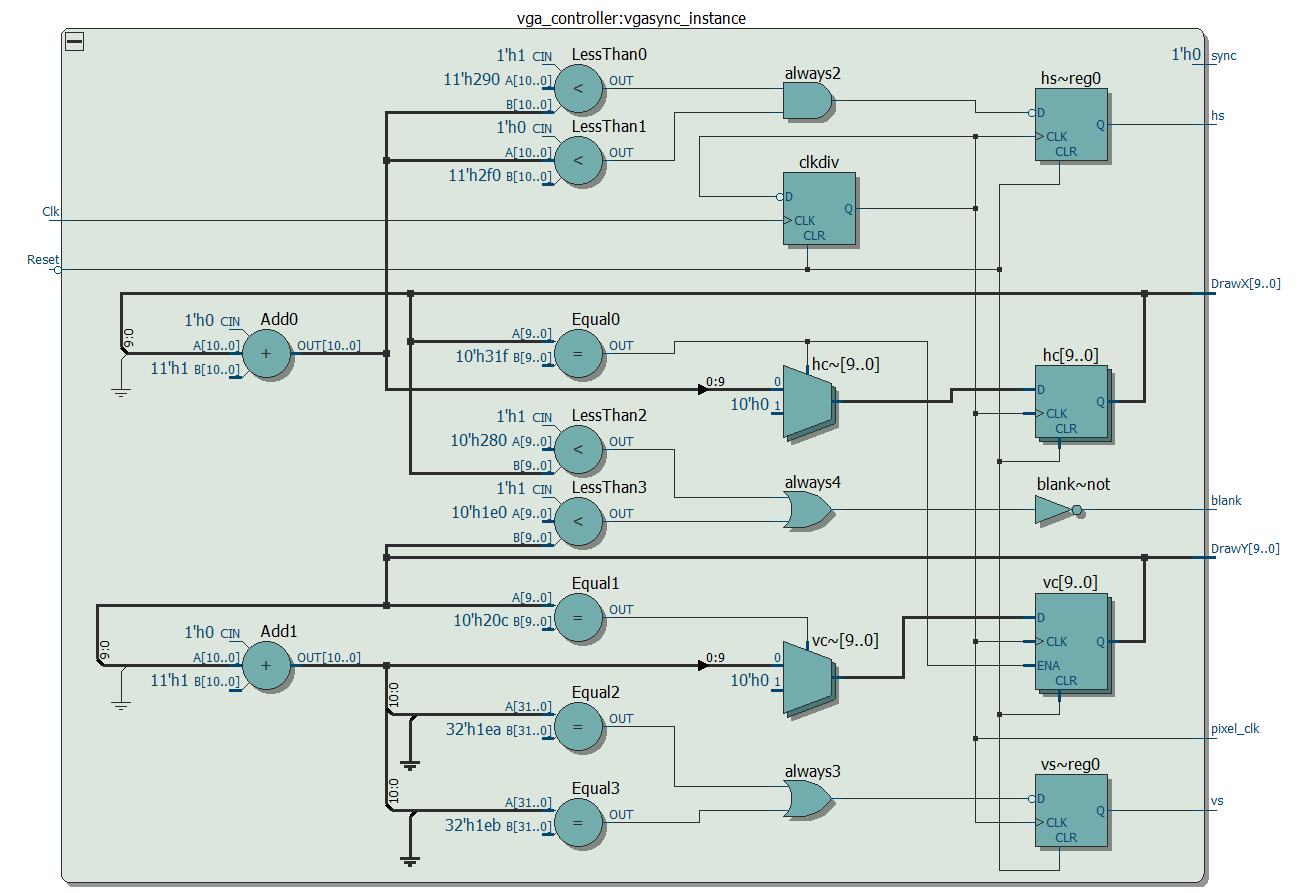 vga_controller:vgasync_instance
1'h1 CIN LessThan0
11'h290 A[10..0] OUT
B[10..0]
always2
1'h0 sync
hs~reg0
D
Q
CLK
CLR
hs
1'h0 CIN LessThan1
A[10..0] OUT
11'h2f0 B[10..0]
clkdiv
D
Q
CLK
CLR
Clk
Reset
DrawX[9..0]
9:0
1'h0 CIN Add0
A[10..0] OUT[10..0]
11'h1 B[10..0]
Equal0
A[9..0] OUT
10'h31f B[9..0]
0:9
hc~[9..0]
0
10'h0 1
hc[9..0]
D
Q
CLK
CLR
1'h1 CIN LessThan2
10'h280 A[9..0] OUT
B[9..0]
1'h1 CIN LessThan3
10'h1e0 A[9..0] OUT
B[9..0]
always4
blank~not
blank
DrawY[9..0]
9:0
1'h0 CIN Add1
A[10..0] OUT[10..0]
11'h1 B[10..0]
Equal1
A[9..0] OUT
10'h20c B[9..0]
0:9
vc~[9..0]
0
10'h0 1
vc[9..0]
D
CLK
Q
ENA
CLR
10:0
Equal2
A[31..0] OUT
32'h1ea B[31..0]
10:0
Equal3
A[31..0] OUT
32'h1eb B[31..0]
always3
pixel_clk
vs~reg0
D
Q
CLK
CLR
vs